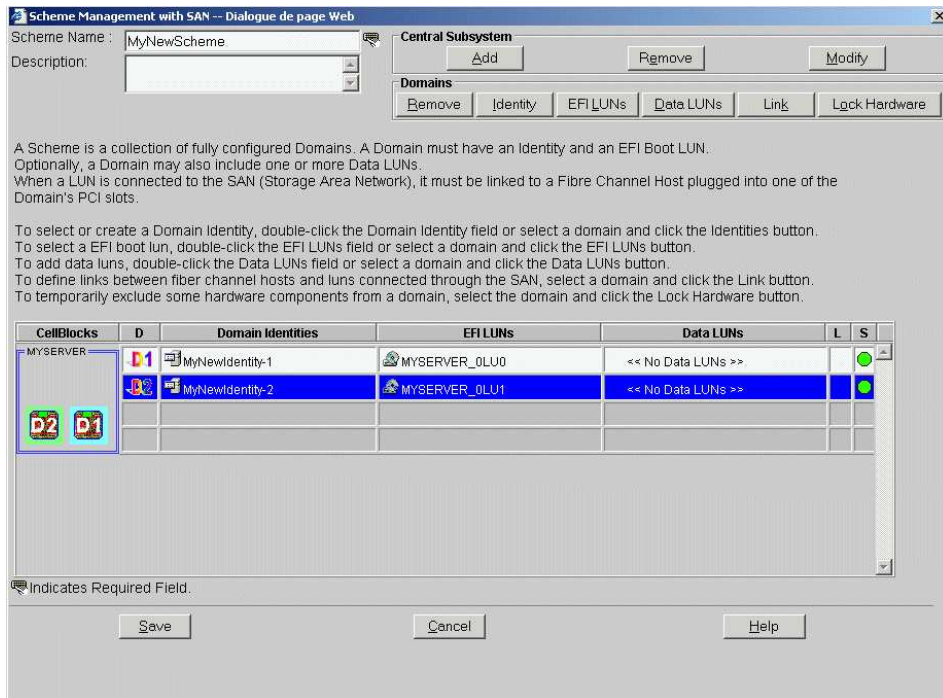 Scheme Management with SAN -- Dialogue de page Web
Scheme Name : MyNewScheme
Description:
Central Subsystem
Add Remove Modify
Domains
Remove Identity EFI LUNs Data LUNs Link Lock Hardware
A Scheme is a collection of fully configured Domains. A Domain must have an Identity and an EFI Boot LUN.
Optionally, a Domain may also include one or more Data LUNs.
When a LUN is connected to the SAN (Storage Area Network), it must be linked to a Fibre Channel Host plugged into one of the
Domain's PCI slots.
To select or create a Domain Identity, double-click the Domain Identity field or select a domain and click the Identities button.
To select a EFI boot lun, double-click the EFI LUNs field or select a domain and click the EFI LUNs button.
To add data luns, double-click the Data LUNs field or select a domain and click the Data LUNs button.
To define links between fiber channel hosts and luns connected through the SAN, select a domain and click the Link button.
To temporarily exclude some hardware components from a domain, select the domain and click the Lock Hardware button.
CellBlocks D Domain Identities EFI LUNs Data LUNs L S
MYSERVER
D1 MyNewIdentity-1 MYSERVER_0LU0 << No Data LUNs >>
D2 MyNewIdentity-2 MYSERVER_0LU1 << No Data LUNs >>
D2 D1
Indicates Required Field.
Save Cancel Help